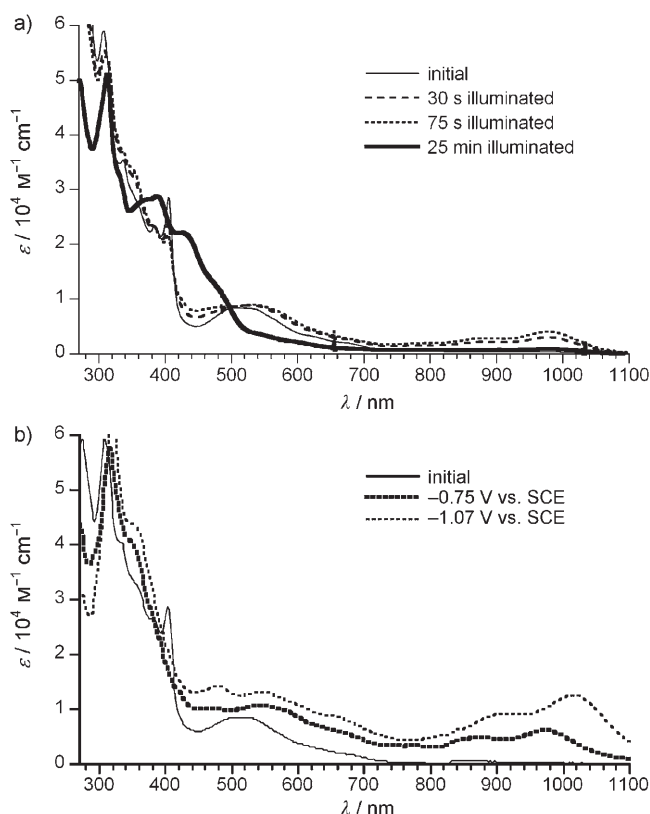 a)
6
5
4
3
2
1
0
ε / 10⁴ M⁻¹ cm⁻¹
initial
30 s illuminated
75 s illuminated
25 min illuminated
300 400 500 600 700 800 900 1000 1100
λ / nm
b)
6
5
4
3
2
1
0
ε / 10⁴ M⁻¹ cm⁻¹
initial
–0.75 V vs. SCE
–1.07 V vs. SCE
300 400 500 600 700 800 900 1000 1100
λ / nm